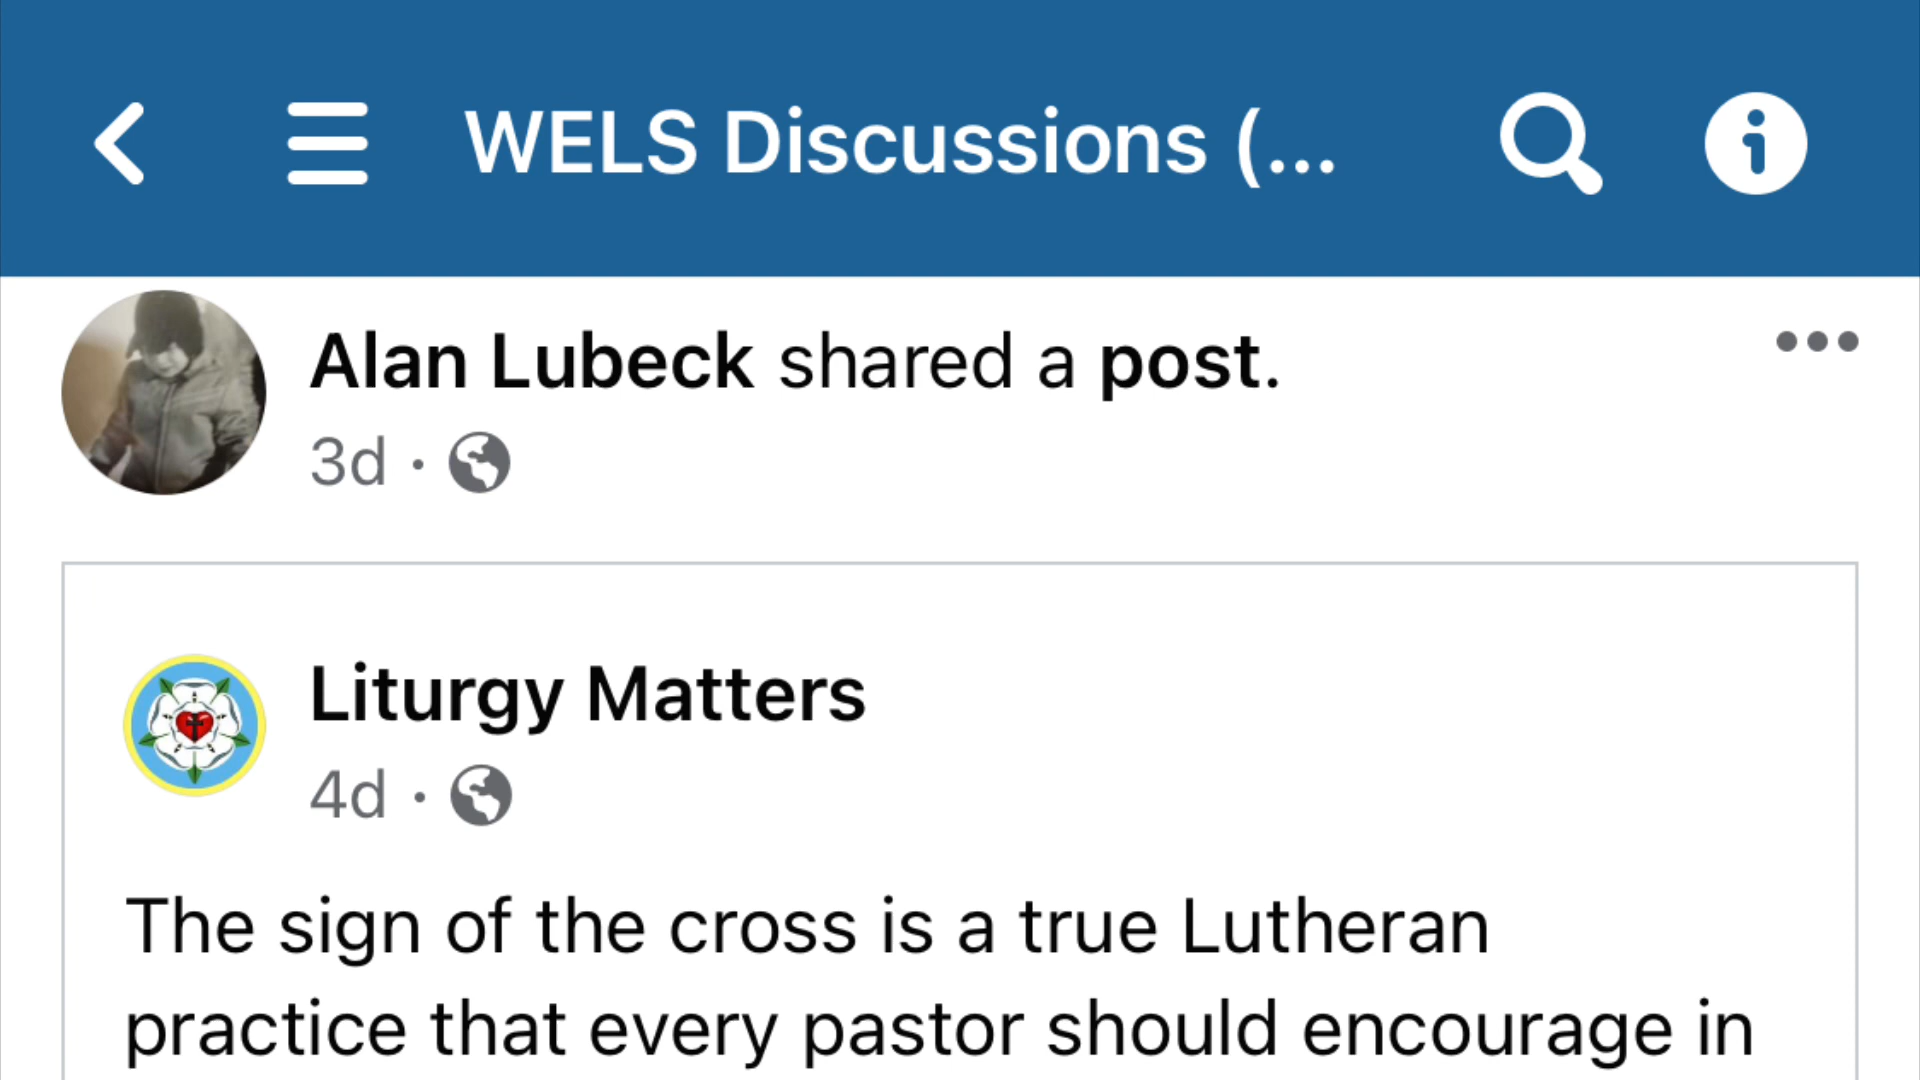 WELS Discussions (...
Alan Lubeck shared a post.
3d ·
Liturgy Matters
4d ·
The sign of the cross is a true Lutheran
practice that every pastor should encourage in